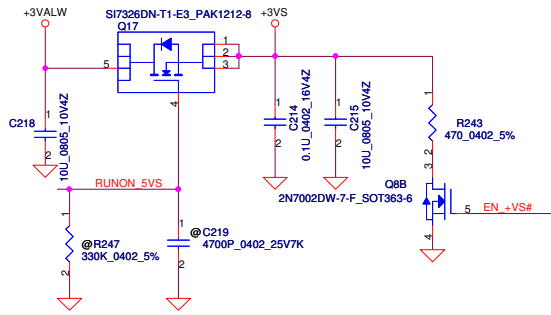 +3VALW
SI7326DN-T1-E3_PAK1212-8
Q17
+3VS
5
1
2
3
4
C218
1
2
10U_0805_10V4Z
1
2
C214
0.1U_0402_16V4Z
1
2
C215
10U_0805_10V4Z
1
2
R243
470_0402_5%
RUNON_5VS
3
Q8B
2N7002DW-7-F_SOT363-6
5
EN_+VS#
4
1
2
@R247
330K_0402_5%
1
2
@C219
4700P_0402_25V7K